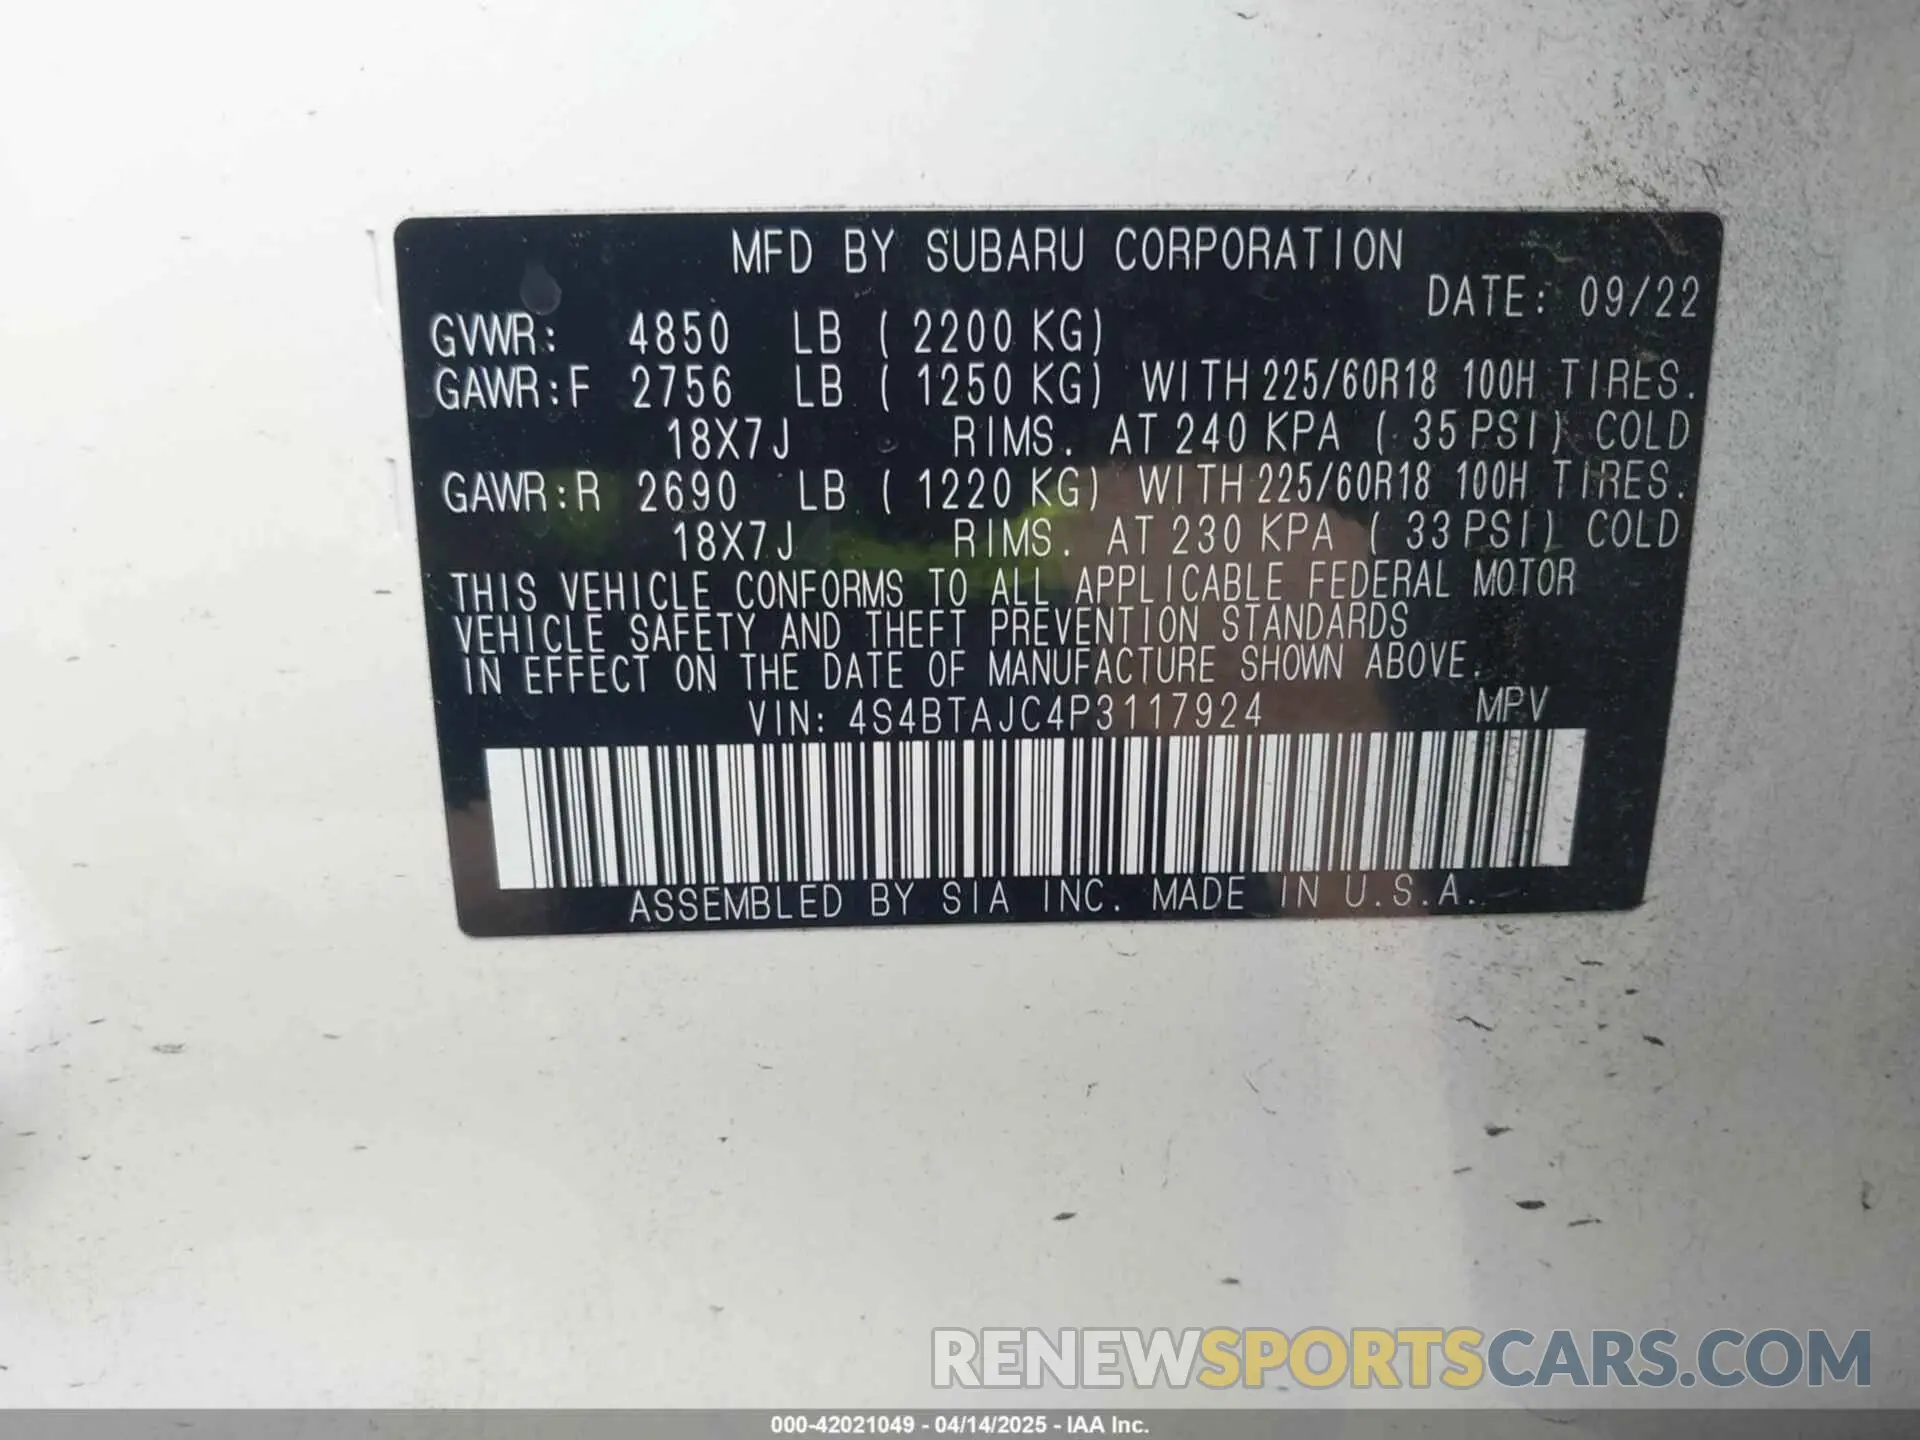 MFD BY SUBARU CORPORATION
DATE: 09/22
GVWR: 4850 LB ( 2200 KG)
GAWR:F 2756 LB ( 1250 KG) WITH 225/60R18 100H TIRES.
18X7J RIMS. AT 240 KPA ( 35 PSI) COLD
GAWR:R 2690 LB ( 1220 KG) WITH 225/60R18 100H TIRES.
18X7J RIMS. AT 230 KPA ( 33 PSI) COLD
THIS VEHICLE CONFORMS TO ALL APPLICABLE FEDERAL MOTOR
VEHICLE SAFETY AND THEFT PREVENTION STANDARDS
IN EFFECT ON THE DATE OF MANUFACTURE SHOWN ABOVE.
VIN: 4S4BTAJC4P3117924 MPV
ASSEMBLED BY SIA INC. MADE IN U.S.A.
RENEWSPORTSCARS.COM
000-42021049 - 04/14/2025 - IAA Inc.